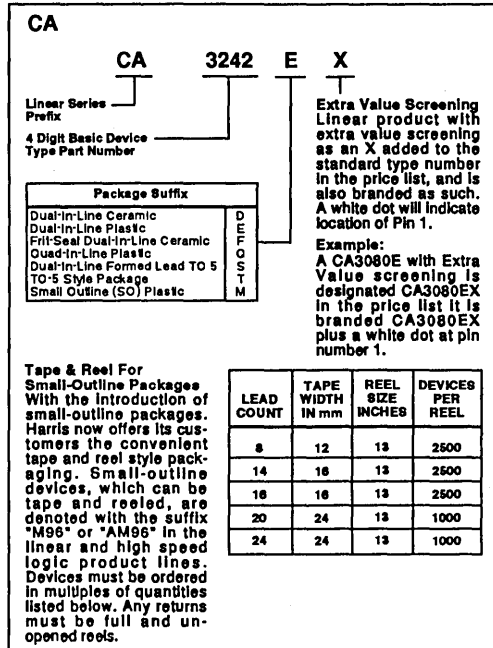 CA
CA 3242 E X
Linear Series
Prefix
4 Digit Basic Device
Type Part Number
Package Suffix
Dual-In-Line Ceramic D
Dual-In-Line Plastic E
Frit-Seal Dual-In-Line Ceramic F
Quad-In-Line Plastic Q
Dual-In-Line Formed Lead TO 5 S
TO-5 Style Package T
Small Outline (SO) Plastic M
Extra Value Screening
Linear product with
extra value screening
as an X added to the
standard type number
in the price list, and is
also branded as such.
A white dot will indicate
location of Pin 1.
Example:
A CA3080E with Extra
Value screening is
designated CA3080EX
in the price list it is
branded CA3080EX
plus a white dot at pin
number 1.
Tape & Reel For
Small-Outline Packages
With the introduction of
small-outline packages.
Harris now offers its cus-
tomers the convenient
tape and reel style pack-
aging. Small-outline
devices, which can be
tape and reeled, are
denoted with the suffix
"M96" or "AM96" in the
linear and high speed
logic product lines.
Devices must be ordered
in multiples of quantities
listed below. Any returns
must be full and un-
opened reels.
LEAD COUNT TAPE WIDTH IN mm REEL SIZE INCHES DEVICES PER REEL
8 12 13 2500
14 16 13 2500
16 16 13 2500
20 24 13 1000
24 24 13 1000